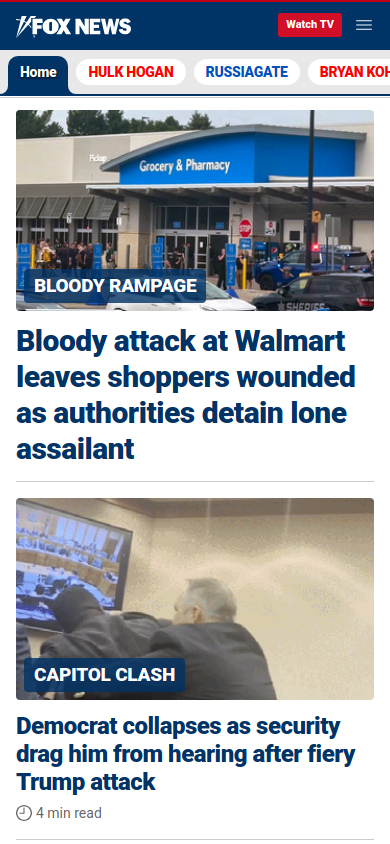 FOX NEWS
Watch TV
Home
HULK HOGAN
RUSSIAGATE
BRYAN KOH
Pickup
Grocery & Pharmacy
STOP
SHERIFF
BLOODY RAMPAGE
Bloody attack at Walmart
leaves shoppers wounded
as authorities detain lone
assailant
CAPITOL CLASH
Democrat collapses as security
drag him from hearing after fiery
Trump attack
4 min read